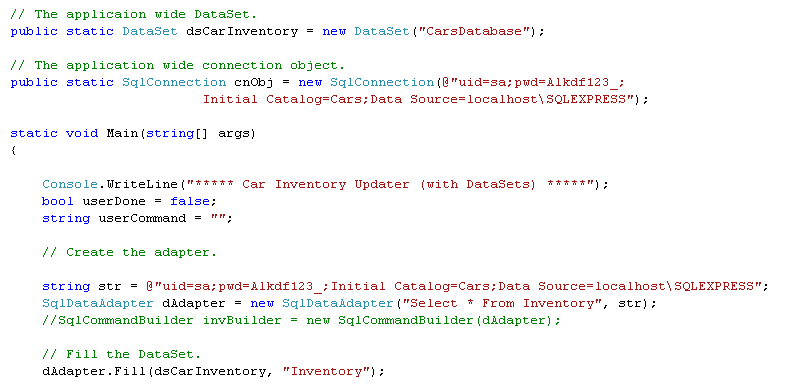 // The applicaion wide DataSet.
public static DataSet dsCarInventory = new DataSet("CarsDatabase");
// The application wide connection object.
public static SqlConnection cnObj = new SqlConnection(@"uid=sa;pwd=Alkdf123_;
Initial Catalog=Cars;Data Source=localhost\SQLEXPRESS");
static void Main(string[] args)
{
Console.WriteLine("***** Car Inventory Updater (with DataSets) *****");
bool userDone = false;
string userCommand = "";
// Create the adapter.
string str = @"uid=sa;pwd=Alkdf123_;Initial Catalog=Cars;Data Source=localhost\SQLEXPRESS";
SqlDataAdapter dAdapter = new SqlDataAdapter("Select * From Inventory", str);
//SqlCommandBuilder invBuilder = new SqlCommandBuilder(dAdapter);
// Fill the DataSet.
dAdapter.Fill(dsCarInventory, "Inventory");